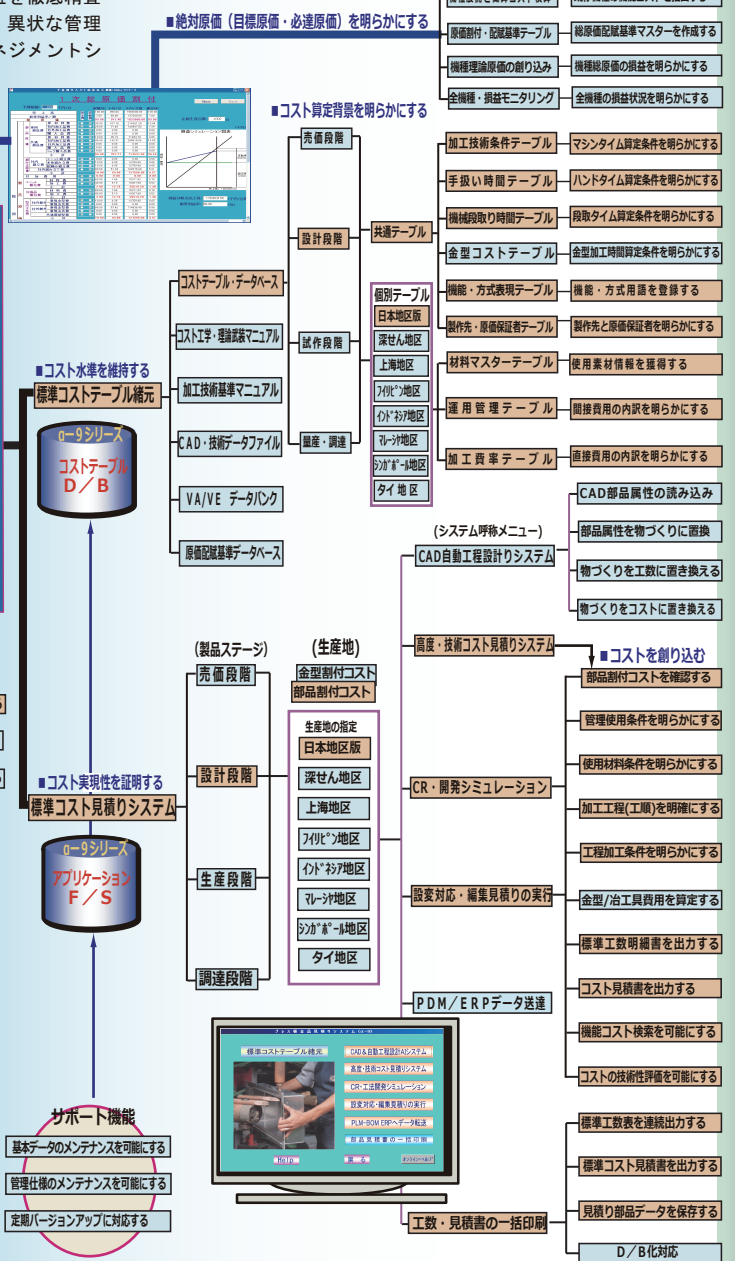 を徹底精査
異状な管理
ネジメントシ
■絶対原価（目標原価・必達原価）を明らかにする
原価割付・配賦基準テーブル
総原価配賦基準マスターを作成する
機種理論原価の創り込み
機種総原価の損益を明らかにする
全機種・損益モニタリング
全機種の損益状況を明らかにする
１次総原価割付
■コスト算定背景を明らかにする
売価段階
設計段階
試作段階
量産・調達
共通テーブル
加工技術条件テーブル
マシンタイム算定条件を明らかにする
手扱い時間テーブル
ハンドタイム算定条件を明らかにする
機械段取り時間テーブル
段取タイム算定条件を明らかにする
金型コストテーブル
金型加工時間算定条件を明らかにする
機能・方式表現テーブル
機能・方式用語を登録する
製作先・原価保証者テーブル
製作先と原価保証者を明らかにする
材料マスターテーブル
使用素材情報を獲得する
運用管理テーブル
間接費用の内訳を明らかにする
加工費率テーブル
直接費用の内訳を明らかにする
個別テーブル
日本地区版
深せん地区
上海地区
フィリピン地区
インドネシア地区
マレーシヤ地区
シンガポール地区
タイ地区
■コスト水準を維持する
標準コストテーブル緒元
α－9シリーズ
コストテーブル
D／B
コストテーブル・データベース
コスト工学・理論武装マニュアル
加工技術基準マニュアル
CAD・技術データファイル
VA/VE データバンク
原価配賦基準データベース
(システム呼称メニュー)
CAD自動工程設計りシステム
CAD部品属性の読み込み
部品属性を物づくりに置換
物づくりを工数に置き換える
物づくりをコストに置き換える
高度・技術コスト見積りシステム
■コストを創り込む
部品割付コストを確認する
管理使用条件を明らかにする
使用材料条件を明らかにする
加工工程(工順)を明確にする
工程加工条件を明らかにする
金型/冶工具費用を算定する
標準工数明細書を出力する
コスト見積書を出力する
機能コスト検索を可能にする
コストの技術性評価を可能にする
CR・開発シミュレーション
設変対応・編集見積りの実行
PDM／ERPデータ送達
工数・見積書の一括印刷
標準工数表を連続出力する
標準コスト見積書を出力する
見積り部品データを保存する
D／B化対応
(製品ステージ)
売価段階
設計段階
生産段階
調達段階
(生産地)
金型割付コスト
部品割付コスト
生産地の指定
日本地区版
深せん地区
上海地区
フィリピン地区
インドネシア地区
マレーシヤ地区
シンガポール地区
タイ地区
■コスト実現性を証明する
標準コスト見積りシステム
α－9シリーズ
アプリケーション
F／S
標準コストテーブル緒元
CAD&自動工程設計AIシステム
高度・技術コスト見積りシステム
CR・工法開発シミュレーション
設変対応・編集見積りの実行
PLM-BOM ERPへデータ転送
部品見積書の一括印刷
Help
戻る
サポート機能
基本データのメンテナンスを可能にする
管理仕様のメンテナンスを可能にする
定期バージョンアップに対応する